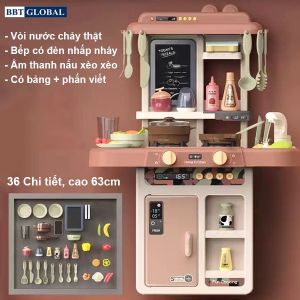 BBT GLOBAL
- Vòi nước chảy thật
- Bếp có đèn nhấp nháy
- Âm thanh nấu xèo xèo
- Có bảng + phấn viết
36 Chi tiết, cao 63cm